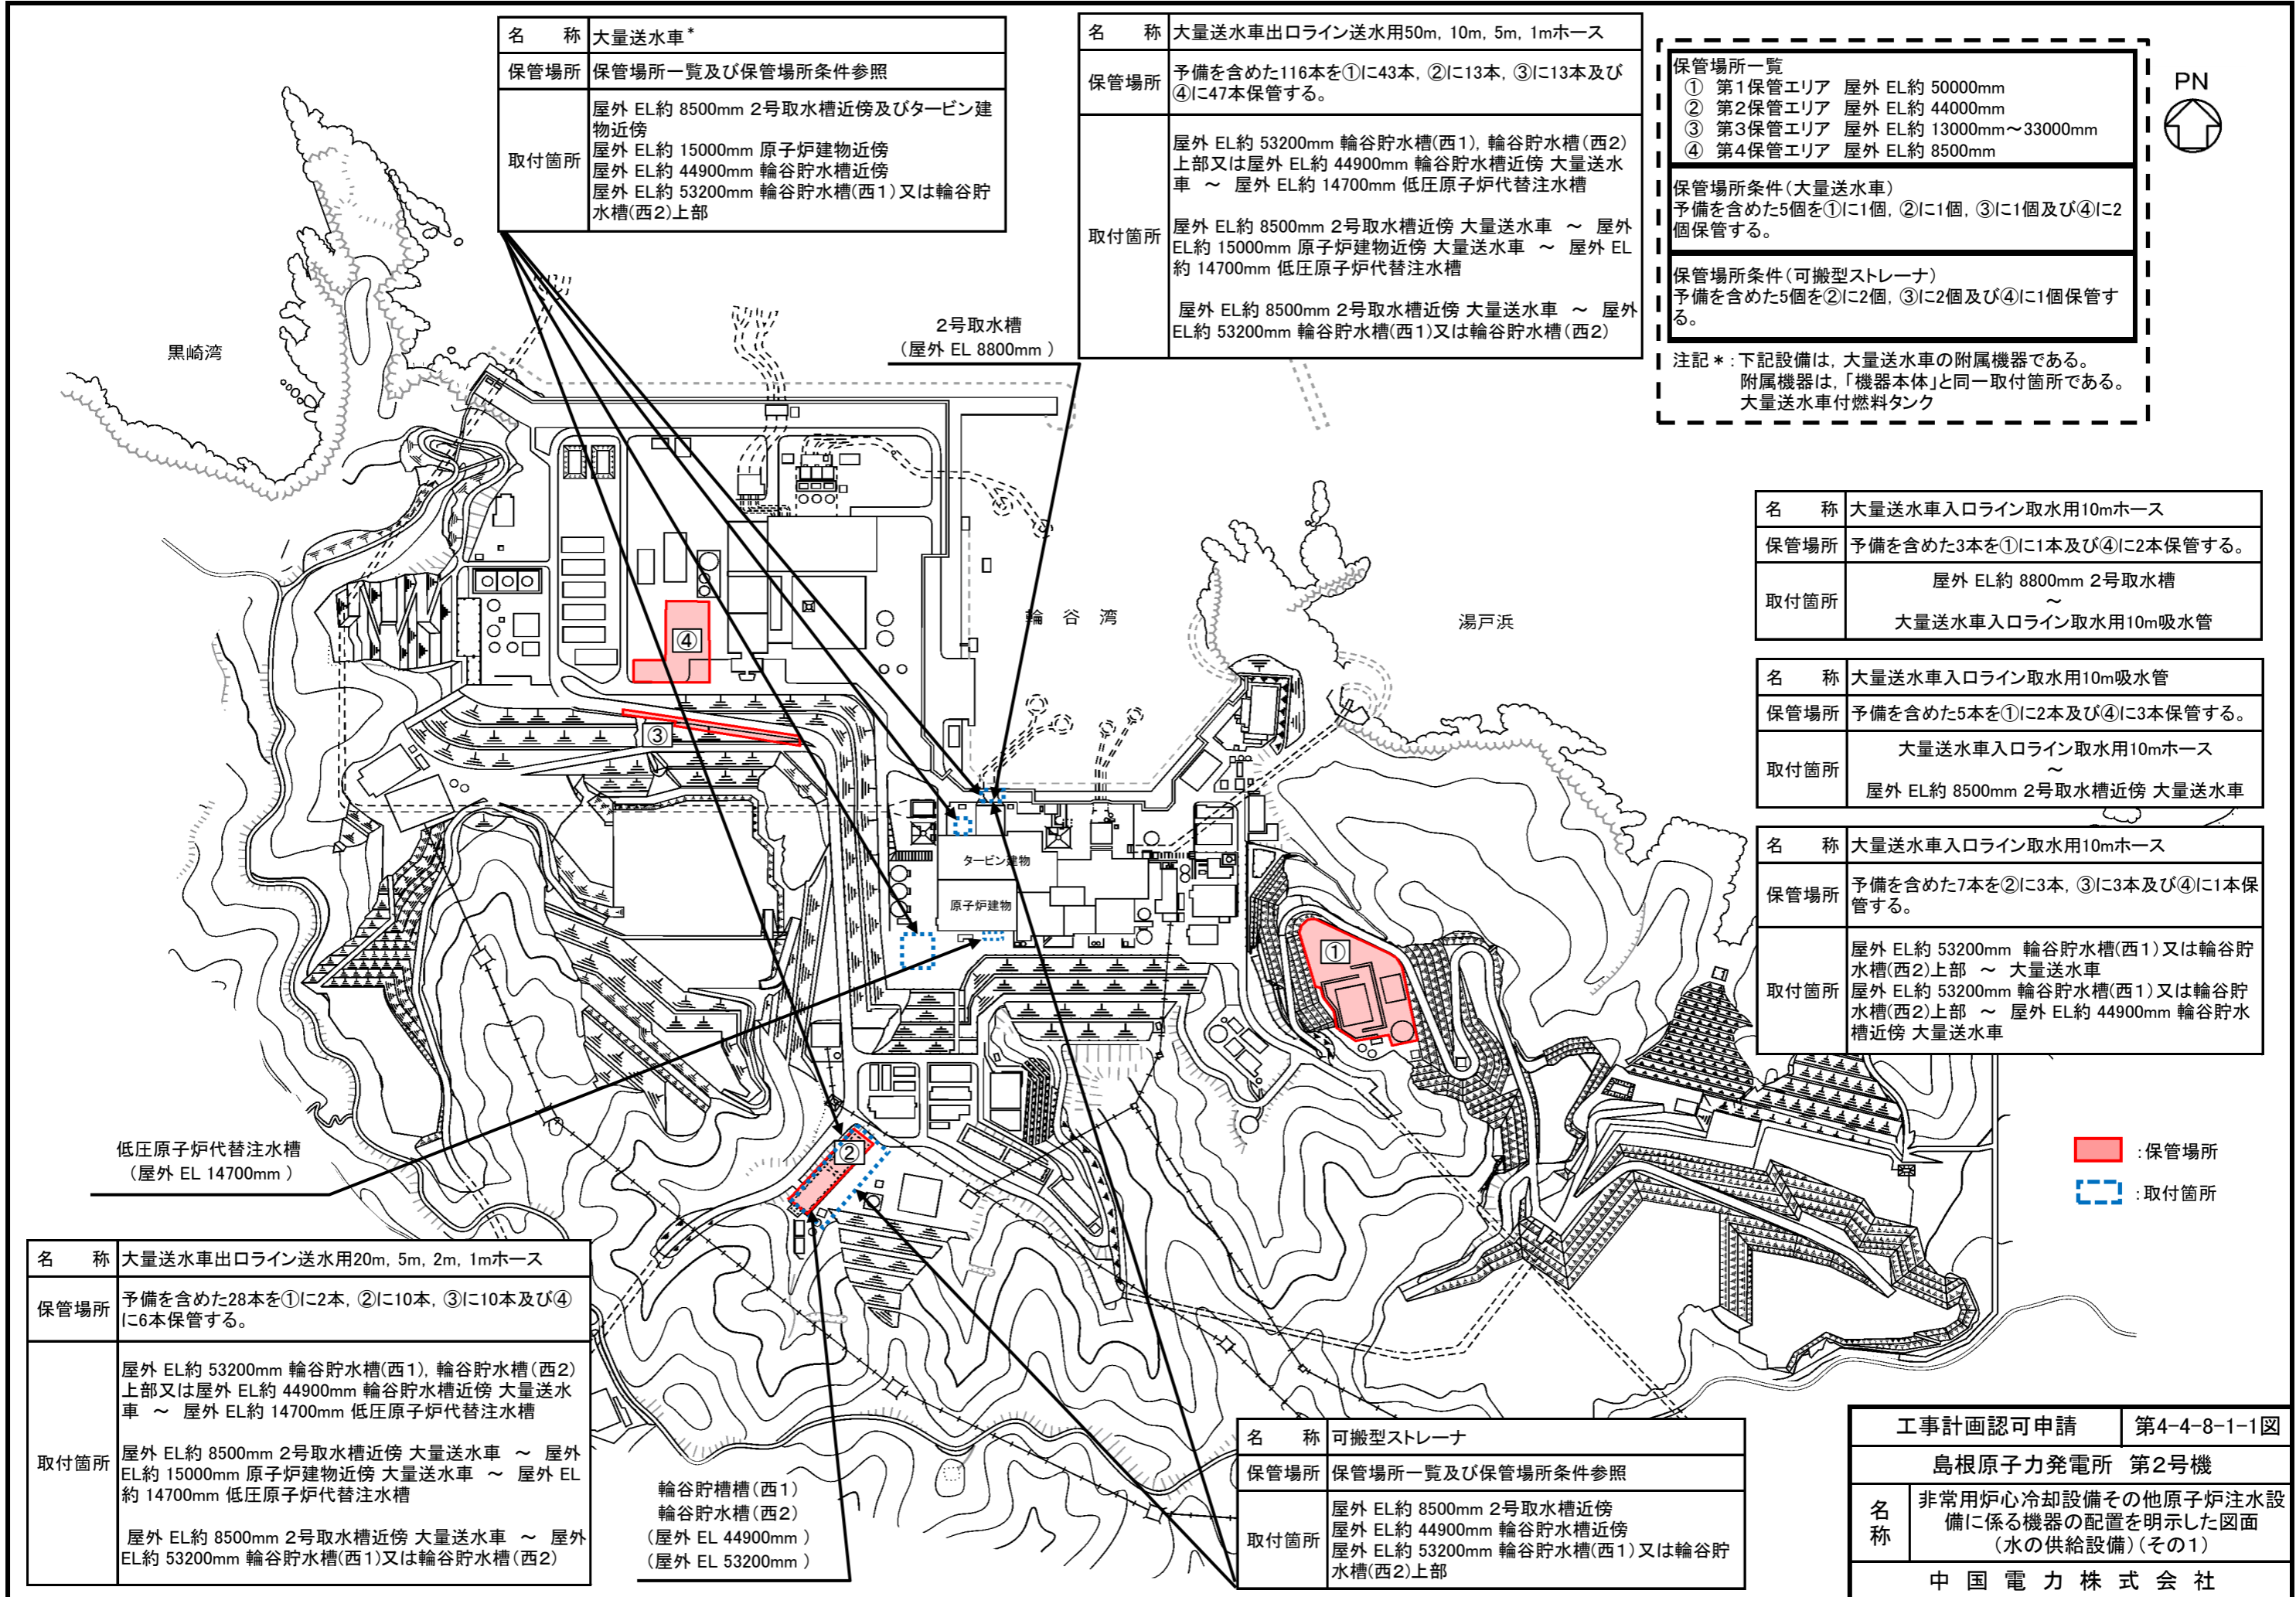 名　称 大量送水車*
保管場所 保管場所一覧及び保管場所条件参照
取付箇所
屋外 EL約 8500mm 2号取水槽近傍及びタービン建
物近傍
屋外 EL約 15000mm 原子炉建物近傍
屋外 EL約 44900mm 輪谷貯水槽近傍
屋外 EL約 53200mm 輪谷貯水槽(西1)又は輪谷貯
水槽(西2)上部
名　称 大量送水車出口ライン送水用50m, 10m, 5m, 1mホース
保管場所
予備を含めた116本を①に43本, ②に13本, ③に13本及び
④に47本保管する。
取付箇所
屋外 EL約 53200mm 輪谷貯水槽(西1), 輪谷貯水槽(西2)
上部又は屋外 EL約 44900mm 輪谷貯水槽近傍 大量送水
車 ～ 屋外 EL約 14700mm 低圧原子炉代替注水槽
屋外 EL約 8500mm 2号取水槽近傍 大量送水車 ～ 屋外
EL約 15000mm 原子炉建物近傍 大量送水車 ～ 屋外 EL
約 14700mm 低圧原子炉代替注水槽
屋外 EL約 8500mm 2号取水槽近傍 大量送水車 ～ 屋外
EL約 53200mm 輪谷貯水槽(西1)又は輪谷貯水槽(西2)
保管場所一覧
① 第1保管エリア 屋外 EL約 50000mm
② 第2保管エリア 屋外 EL約 44000mm
③ 第3保管エリア 屋外 EL約 13000mm～33000mm
④ 第4保管エリア 屋外 EL約 8500mm
保管場所条件(大量送水車)
予備を含めた5個を①に1個, ②に1個, ③に1個及び④に2
個保管する。
保管場所条件(可搬型ストレーナ)
予備を含めた5個を②に2個, ③に2個及び④に1個保管す
る。
注記＊：下記設備は, 大量送水車の附属機器である。
附属機器は,「機器本体」と同一取付箇所である。
大量送水車付燃料タンク
PN
2号取水槽
(屋外 EL 8800mm )
黒崎湾
輪谷湾
湯戸浜
名　称 大量送水車入口ライン取水用10mホース
保管場所 予備を含めた3本を①に1本及び④に2本保管する。
取付箇所
屋外 EL約 8800mm 2号取水槽
～
大量送水車入口ライン取水用10m吸水管
名　称 大量送水車入口ライン取水用10m吸水管
保管場所 予備を含めた5本を①に2本及び④に3本保管する。
取付箇所
大量送水車入口ライン取水用10mホース
～
屋外 EL約 8500mm 2号取水槽近傍 大量送水車
名　称 大量送水車入口ライン取水用10mホース
保管場所
予備を含めた7本を②に3本, ③に3本及び④に1本保
管する。
取付箇所
屋外 EL約 53200mm 輪谷貯水槽(西1)又は輪谷貯
水槽(西2)上部 ～ 大量送水車
屋外 EL約 53200mm 輪谷貯水槽(西1)又は輪谷貯
水槽(西2)上部 ～ 屋外 EL約 44900mm 輪谷貯水
槽近傍 大量送水車
④
③
タービン建物
原子炉建物
①
②
低圧原子炉代替注水槽
(屋外 EL 14700mm )
：保管場所
：取付箇所
名　称 大量送水車出口ライン送水用20m, 5m, 2m, 1mホース
保管場所
予備を含めた28本を①に2本, ②に10本, ③に10本及び④
に6本保管する。
取付箇所
屋外 EL約 53200mm 輪谷貯水槽(西1), 輪谷貯水槽(西2)
上部又は屋外 EL約 44900mm 輪谷貯水槽近傍 大量送水
車 ～ 屋外 EL約 14700mm 低圧原子炉代替注水槽
屋外 EL約 8500mm 2号取水槽近傍 大量送水車 ～ 屋外
EL約 15000mm 原子炉建物近傍 大量送水車 ～ 屋外 EL
約 14700mm 低圧原子炉代替注水槽
屋外 EL約 8500mm 2号取水槽近傍 大量送水車 ～ 屋外
EL約 53200mm 輪谷貯水槽(西1)又は輪谷貯水槽(西2)
輪谷貯槽槽(西1)
輪谷貯水槽(西2)
(屋外 EL 44900mm )
(屋外 EL 53200mm )
名　称 可搬型ストレーナ
保管場所 保管場所一覧及び保管場所条件参照
取付箇所
屋外 EL約 8500mm 2号取水槽近傍
屋外 EL約 44900mm 輪谷貯水槽近傍
屋外 EL約 53200mm 輪谷貯水槽(西1)又は輪谷貯
水槽(西2)上部
工事計画認可申請 第4-4-8-1-1図
島根原子力発電所 第2号機
名称
非常用炉心冷却設備その他原子炉注水設
備に係る機器の配置を明示した図面
(水の供給設備)(その1)
中国電力株式会社